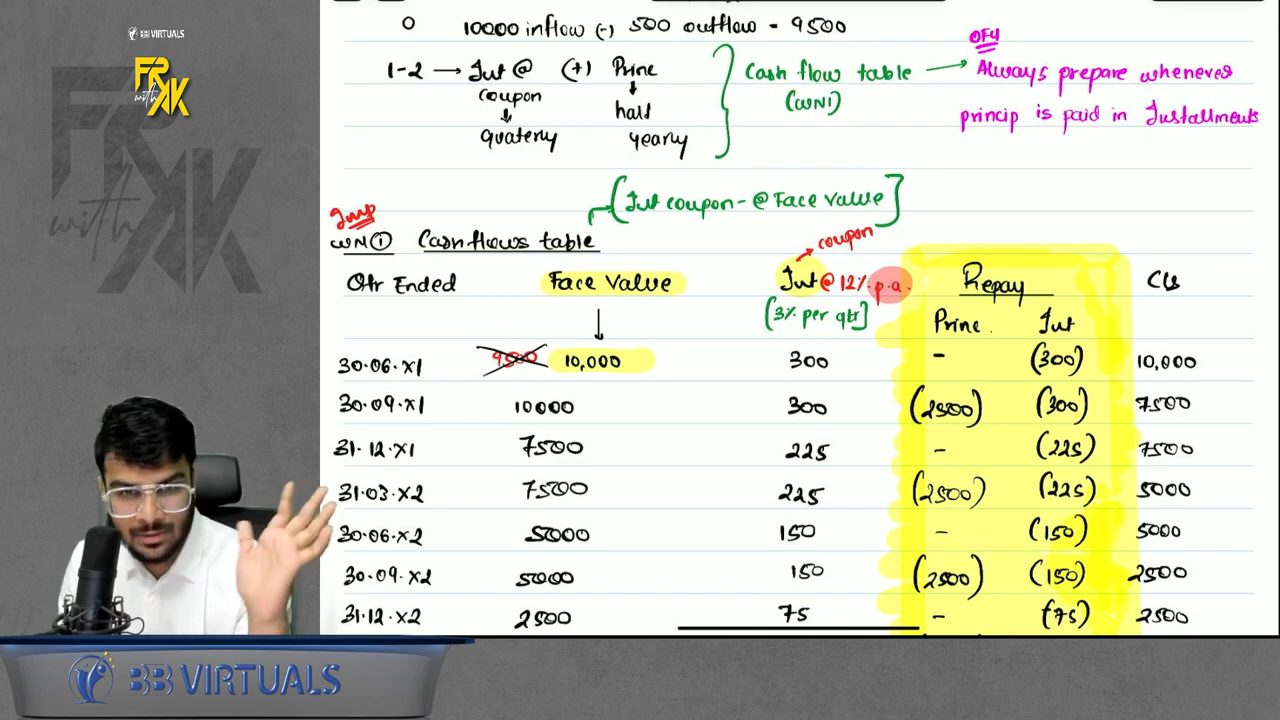 BB VIRTUALS
FR with AK
FR with AK
0 10000 inflow (-) 500 outflow - 9500
1-2 → Int @ (+) Princ
coupon half
quaterly yearly
Cash flow table → OFU
(WN1)
Always prepare whenever
princip is paid in Installments
[Int coupon - @ Face value]
Imp
WN① Cashflows table
coupon
Qtr Ended Face Value Int @ 12% p.a. Repay C/B
[3% per qtr] Princ. Int
30.06.x1 9500 10,000 300 - (300) 10,000
30.09.x1 10000 300 (2500) (300) 7500
31.12.x1 7500 225 - (225) 7500
31.03.x2 7500 225 (2500) (225) 5000
30.06.x2 5000 150 - (150) 5000
30.09.x2 5000 150 (2500) (150) 2500
31.12.x2 2500 75 - (75) 2500
BB VIRTUALS